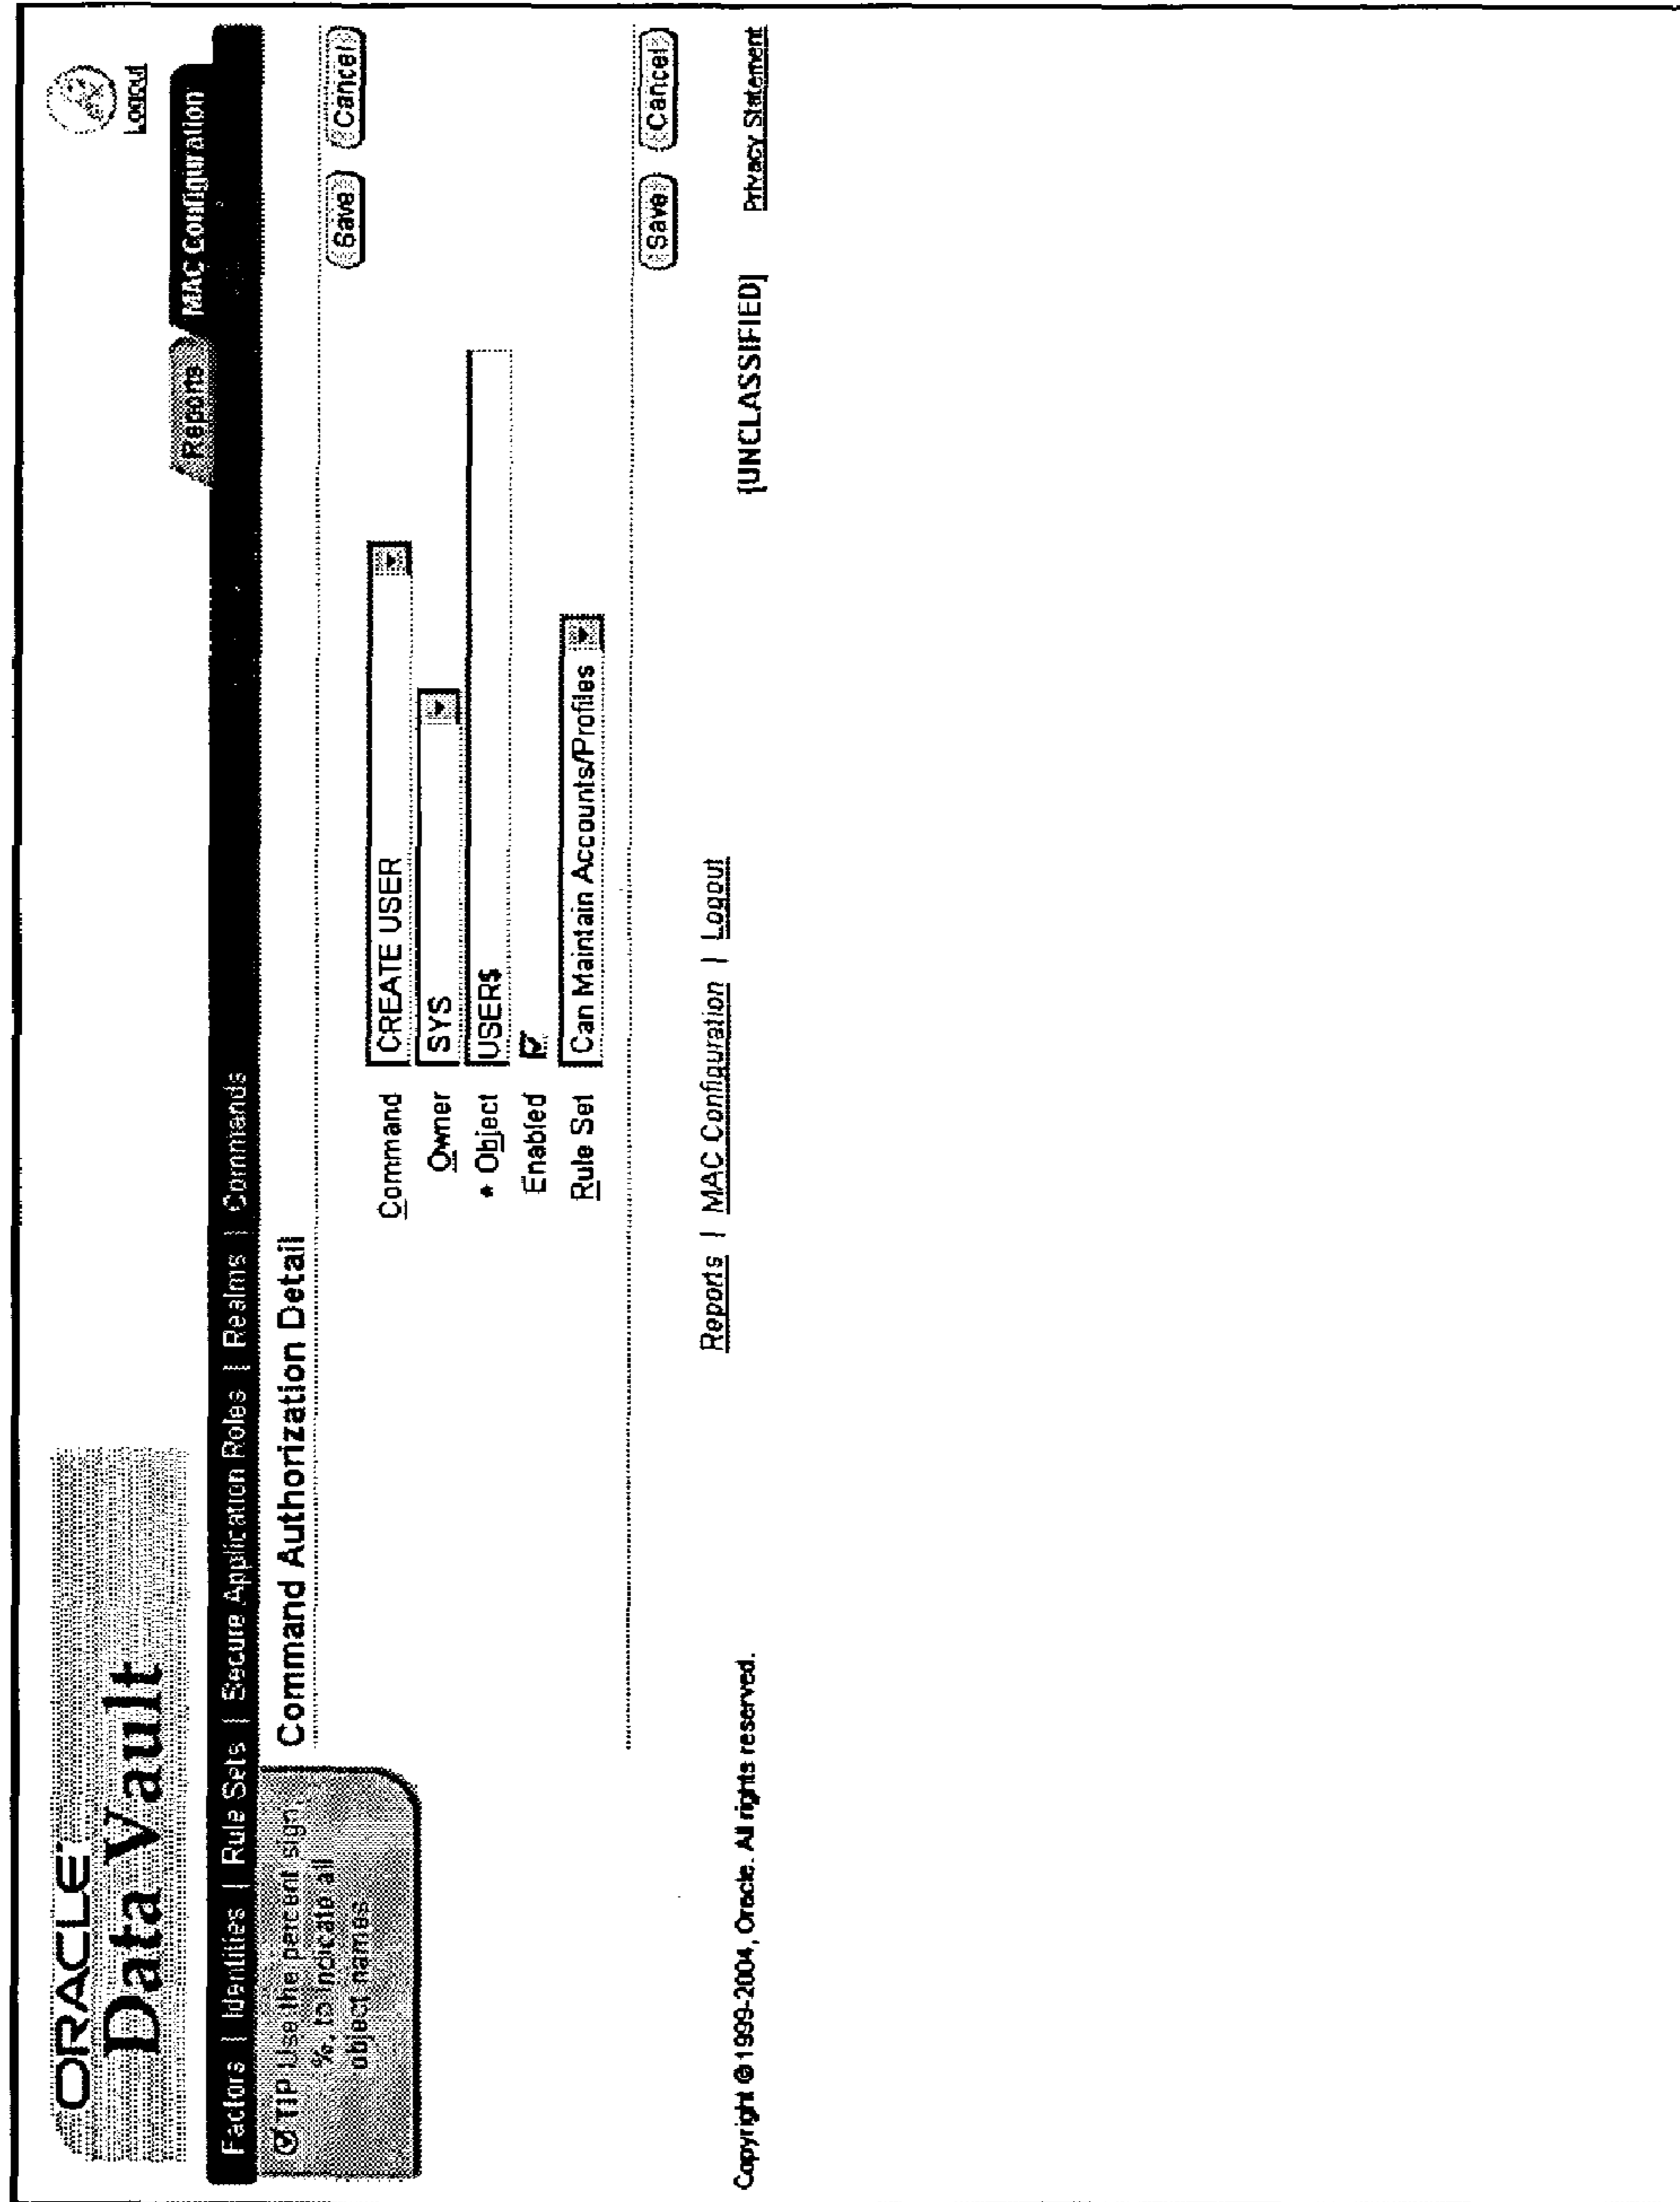 ORACLE
Data Vault
Logout
Reports
MAC Configuration
Factors | Identities | Rule Sets | Secure Application Roles | Realms | Commands
TIP Use the percent sign,
%, to indicate all
object names
Command Authorization Detail
Save Cancel
Command CREATE USER
Owner SYS
* Object USER$
Enabled
Rule Set Can Maintain Accounts/Profiles
Save Cancel
Reports | MAC Configuration | Logout
Copyright © 1999-2004, Oracle. All rights reserved. [UNCLASSIFIED] Privacy Statement